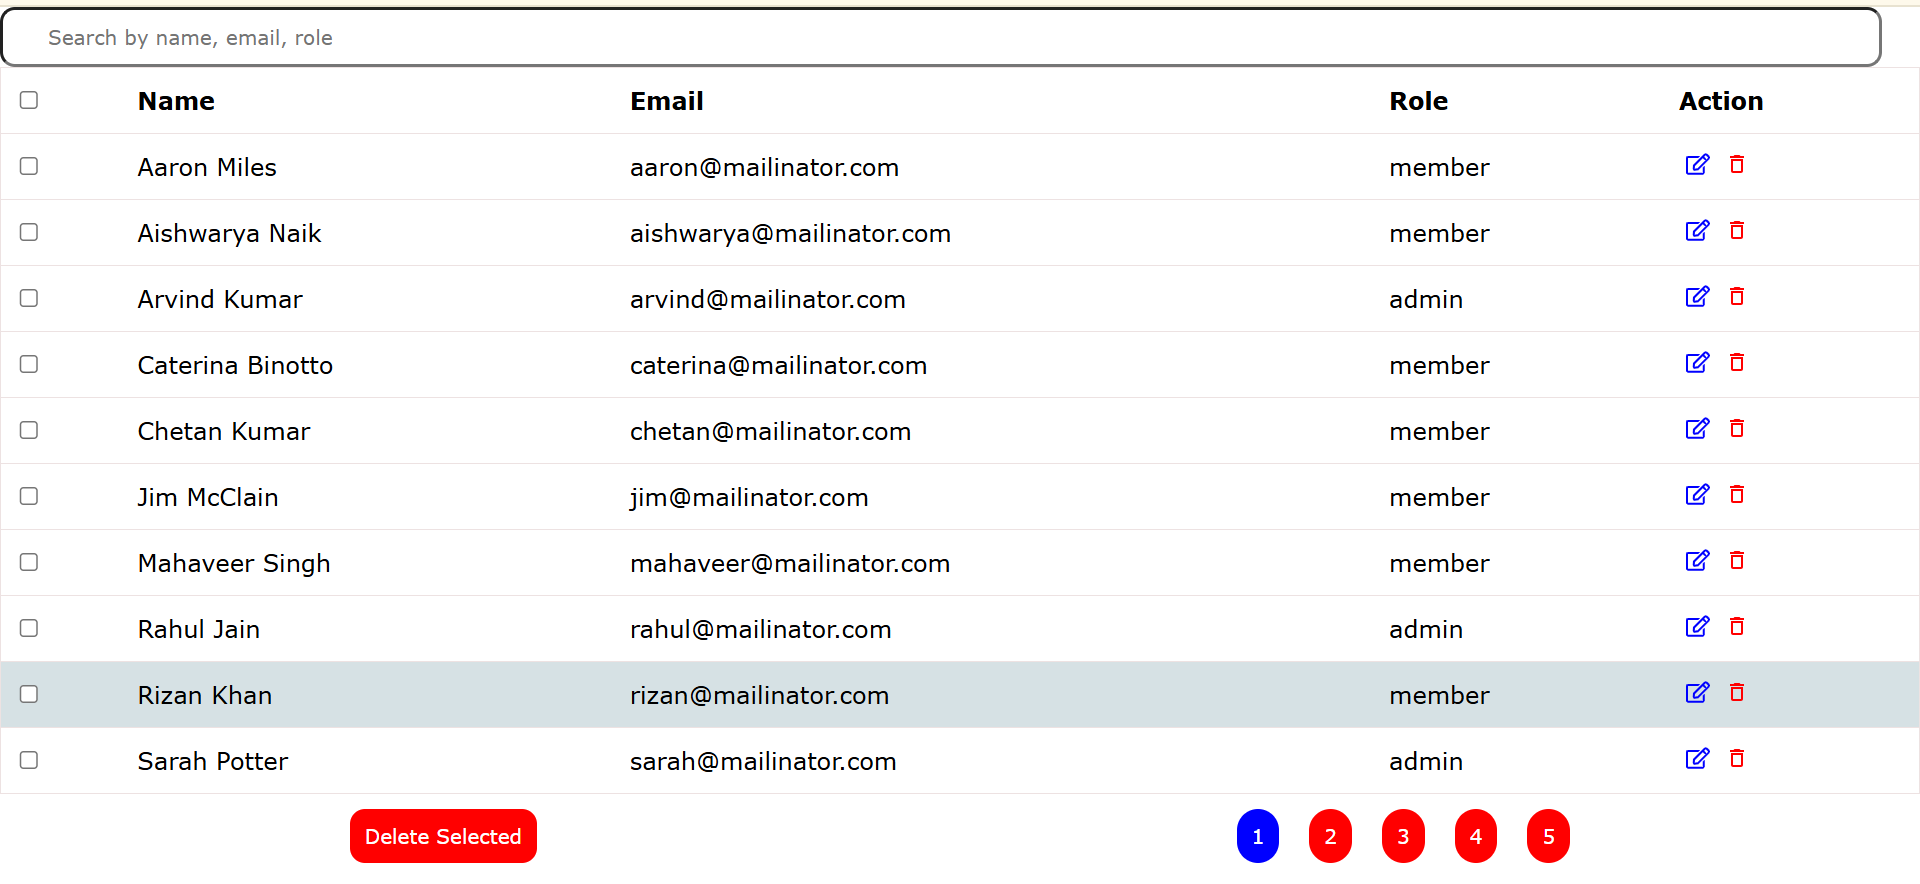 Search by name, email, role
Name Email Role Action
Aaron Miles aaron@mailinator.com member
Aishwarya Naik aishwarya@mailinator.com member
Arvind Kumar arvind@mailinator.com admin
Caterina Binotto caterina@mailinator.com member
Chetan Kumar chetan@mailinator.com member
Jim McClain jim@mailinator.com member
Mahaveer Singh mahaveer@mailinator.com member
Rahul Jain rahul@mailinator.com admin
Rizan Khan rizan@mailinator.com member
Sarah Potter sarah@mailinator.com admin
Delete Selected 1 2 3 4 5